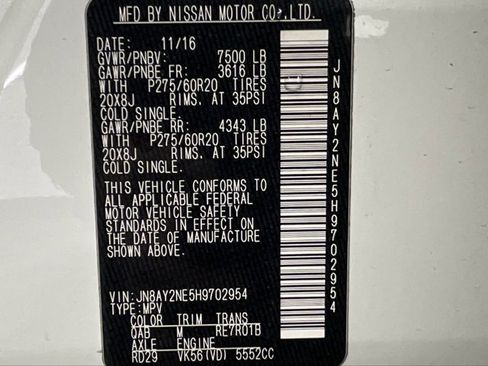 MFD BY NISSAN MOTOR CO.,LTD.
DATE: 11/16
GVWR/PNBV: 7500 LB
GAWR/PNBE FR: 3616 LB
WITH P275/60R20 TIRES
20X8J RIMS, AT 35PSI
COLD SINGLE.
GAWR/PNBE RR: 4343 LB
WITH P275/60R20 TIRES
20X8J RIMS, AT 35PSI
COLD SINGLE.
THIS VEHICLE CONFORMS TO
ALL APPLICABLE FEDERAL
MOTOR VEHICLE SAFETY
STANDARDS IN EFFECT ON
THE DATE OF MANUFACTURE
SHOWN ABOVE.
VIN: JN8AY2NE5H9702954
TYPE: MPV
COLOR TRIM TRANS
QAB M RE7R01B
AXLE ENGINE
RD29 VK56(VD) 5552CC
JN8AY2NE5H9702954